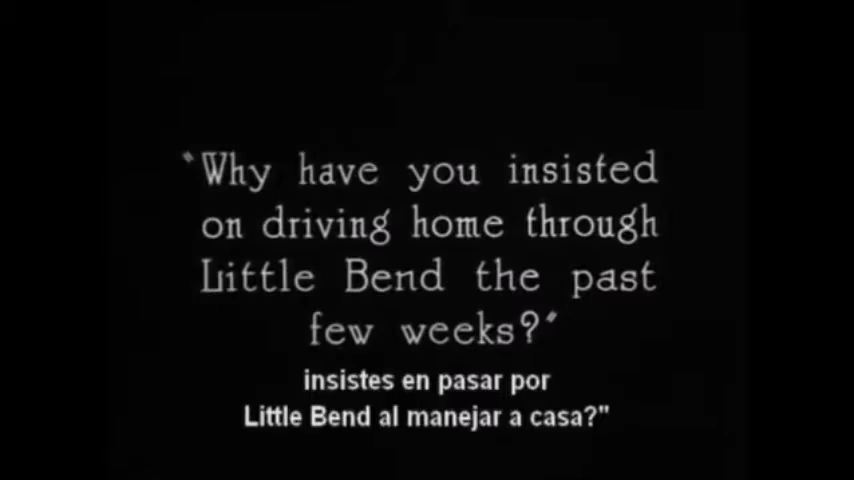 "Why have you insisted
on driving home through
Little Bend the past
few weeks?"
insistes en pasar por
Little Bend al manejar a casa?"